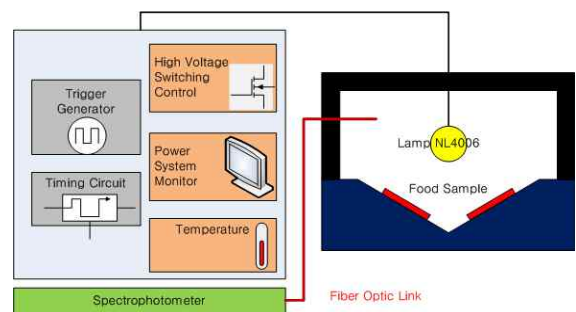 High Voltage
Switching
Control
Trigger
Generator
Power
System
Monitor
Timing Circuit
Temperature
Spectrophotometer
Lamp NL4006
Food Sample
Fiber Optic Link